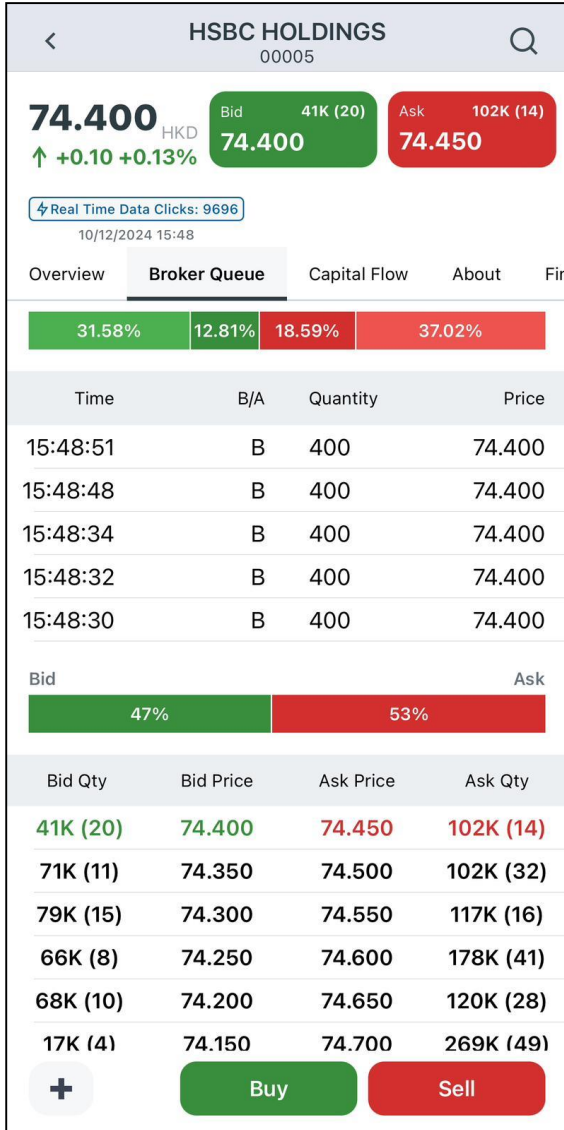 HSBC HOLDINGS
00005
74.400 HKD
+0.10 +0.13%
Bid 41K (20)
74.400
Ask 102K (14)
74.450
Real Time Data Clicks: 9696
10/12/2024 15:48
Overview Broker Queue Capital Flow About Fin
31.58% 12.81% 18.59% 37.02%
Time B/A Quantity Price
15:48:51 B 400 74.400
15:48:48 B 400 74.400
15:48:34 B 400 74.400
15:48:32 B 400 74.400
15:48:30 B 400 74.400
Bid Ask
47% 53%
Bid Qty Bid Price Ask Price Ask Qty
41K (20) 74.400 74.450 102K (14)
71K (11) 74.350 74.500 102K (32)
79K (15) 74.300 74.550 117K (16)
66K (8) 74.250 74.600 178K (41)
68K (10) 74.200 74.650 120K (28)
17K (4) 74.150 74.700 269K (49)
Buy Sell